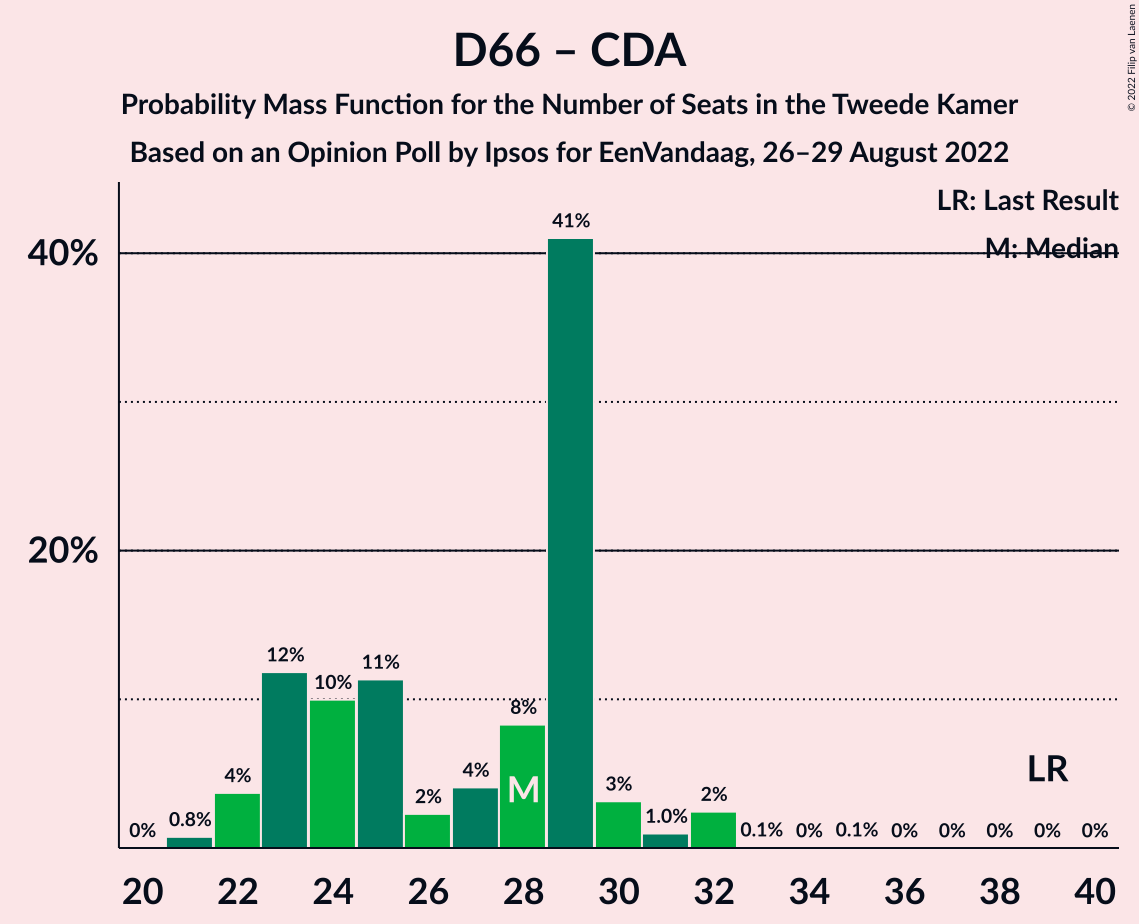 D66 – CDA
Probability Mass Function for the Number of Seats in the Tweede Kamer
Based on an Opinion Poll by Ipsos for EenVandaag, 26–29 August 2022
© 2022 Filip van Laenen
LR: Last Result
M: Median
40%
20%
0%
0.8%
4%
12%
10%
11%
2%
4%
8%
41%
3%
1.0%
2%
0.1%
0%
0.1%
0%
0%
0%
0%
0%
M
LR
20 22 24 26 28 30 32 34 36 38 40